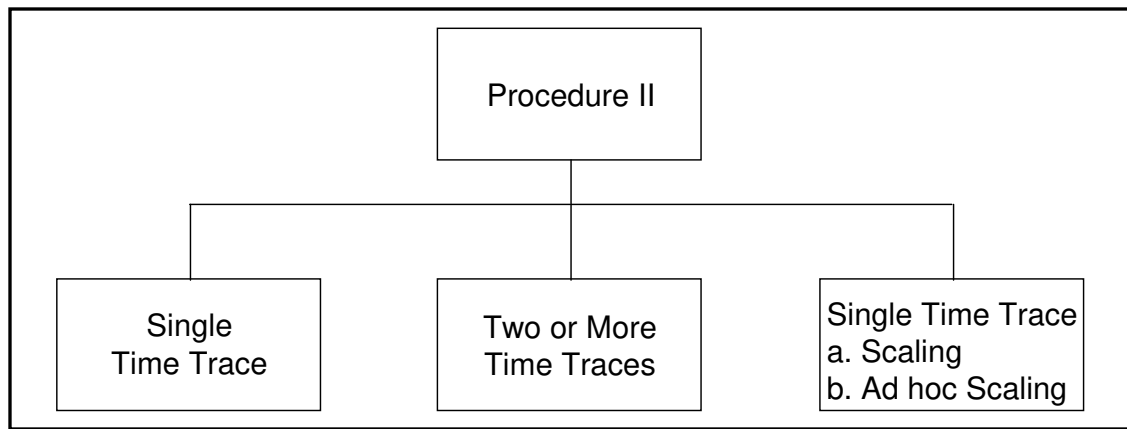 Procedure II
Single
Time Trace
Two or More
Time Traces
Single Time Trace
a. Scaling
b. Ad hoc Scaling